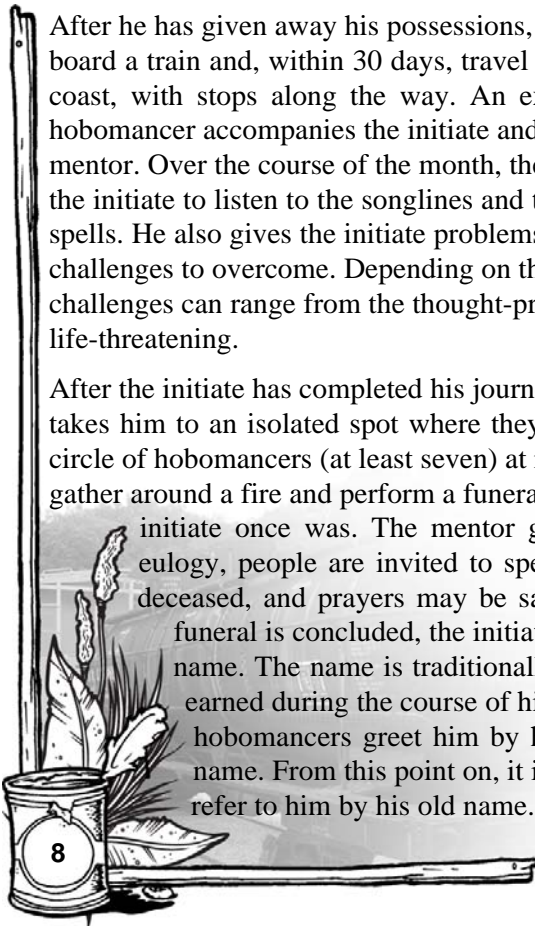 After he has given away his possessions,
board a train and, within 30 days, travel
coast, with stops along the way. An e
hobomancer accompanies the initiate and
mentor. Over the course of the month, the
the initiate to listen to the songlines and t
spells. He also gives the initiate problems
challenges to overcome. Depending on th
challenges can range from the thought-pr
life-threatening.
After the initiate has completed his journ
takes him to an isolated spot where they
circle of hobomancers (at least seven) at
gather around a fire and perform a funera
initiate once was. The mentor g
eulogy, people are invited to spe
deceased, and prayers may be sa
funeral is concluded, the initiat
name. The name is traditionall
earned during the course of hi
hobomancers greet him by h
name. From this point on, it i
refer to him by his old name.
8